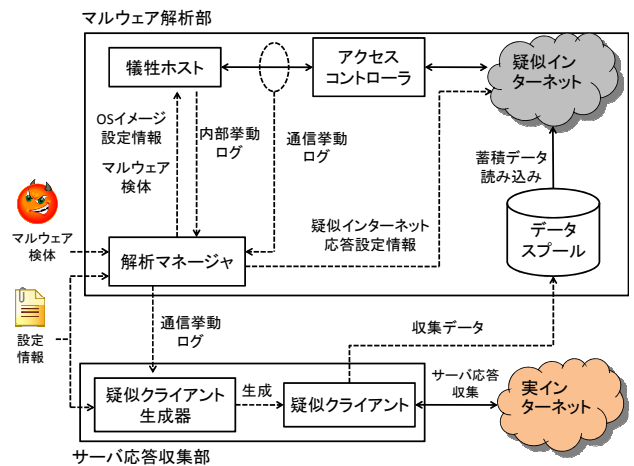 マルウェア解析部
犠牲ホスト
アクセス
コントローラ
疑似イン
ターネット
OSイメージ
設定情報
マルウェア
検体
内部挙動
ログ
通信挙動
ログ
蓄積データ
読み込み
マルウェア
検体
疑似インターネット
応答設定情報
データ
スプール
解析マネージャ
設定
情報
通信挙動
ログ
収集データ
疑似クライアント
生成器
生成
疑似クライアント
サーバ応答
収集
実イン
ターネット
サーバ応答収集部